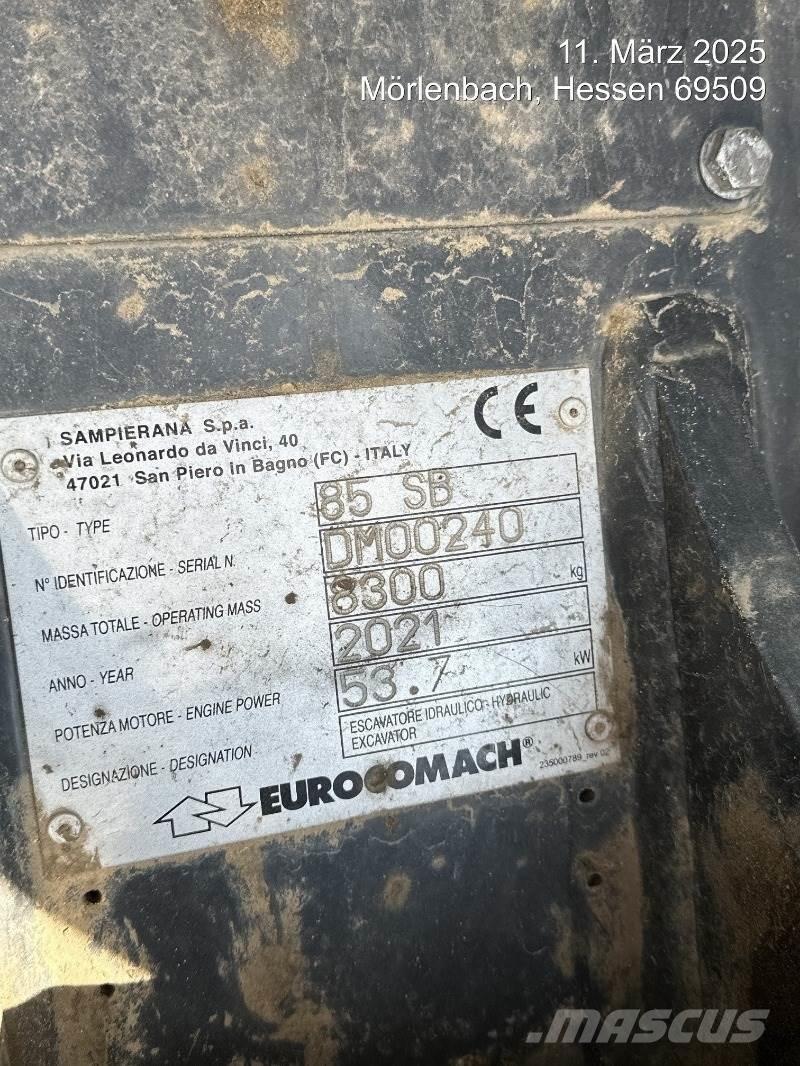 11. März 2025
Mörlenbach, Hessen 69509
SAMPIERANA S.p.a.
Via Leonardo da Vinci, 40
47021 San Piero in Bagno (FC) - ITALY
CE
TIPO - TYPE 85 SB
N° IDENTIFICAZIONE - SERIAL N. DM00240
MASSA TOTALE - OPERATING MASS 8300 kg
ANNO - YEAR 2021
POTENZA MOTORE - ENGINE POWER 53.7 kW
DESIGNAZIONE - DESIGNATION ESCAVATORE IDRAULICO - HYDRAULIC
EXCAVATOR
EUROCOMACH®
235000789_rev 02
.MASCUS